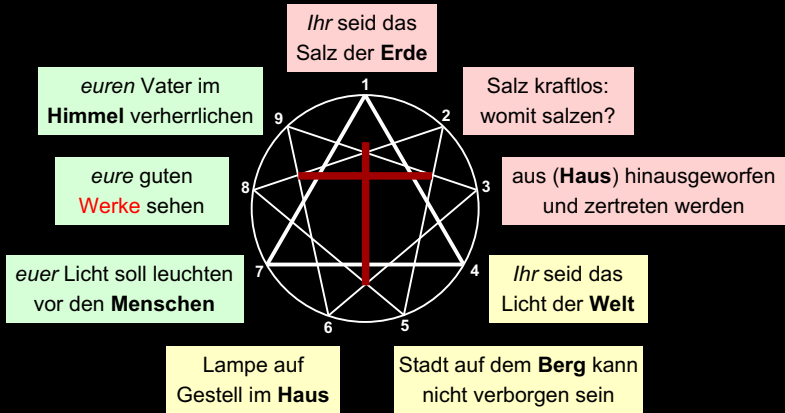 Ihr seid das
Salz der Erde
1
Salz kraftlos:
womit salzen?
2
aus (Haus) hinausgeworfen
und zertreten werden
3
Ihr seid das
Licht der Welt
4
Stadt auf dem Berg kann
nicht verborgen sein
5
Lampe auf
Gestell im Haus
6
euer Licht soll leuchten
vor den Menschen
7
eure guten
Werke sehen
8
euren Vater im
Himmel verherrlichen
9